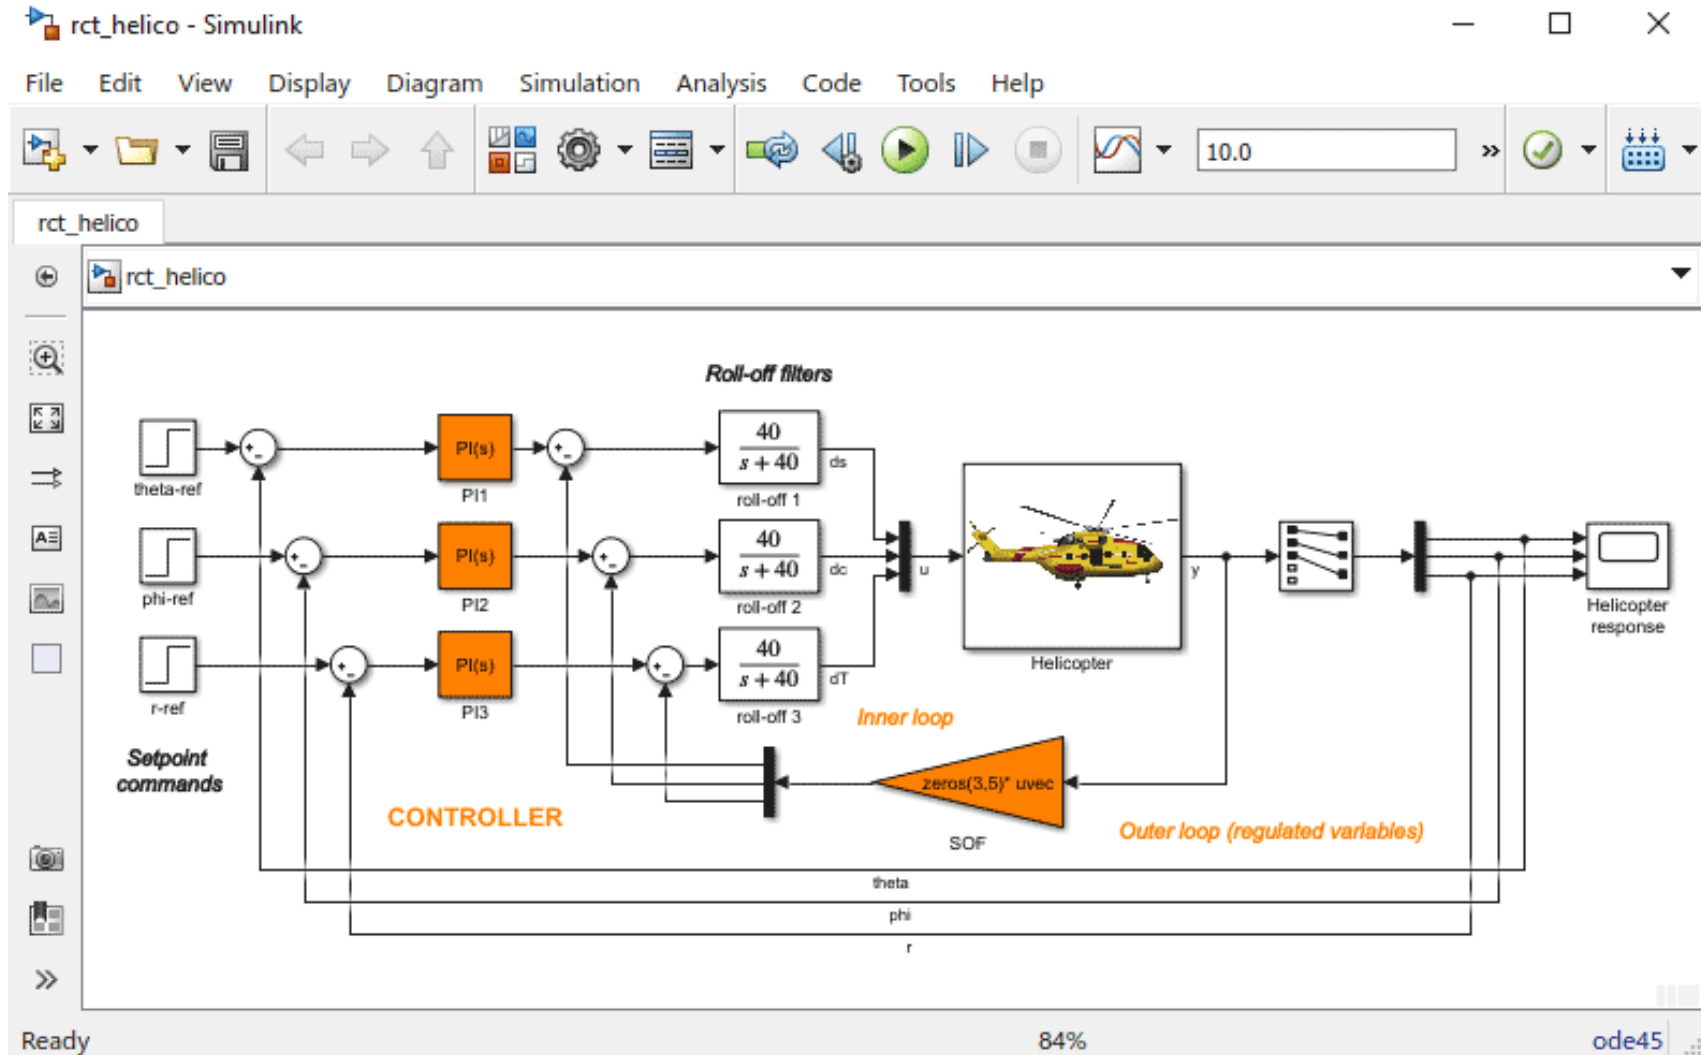 rct_helico - Simulink
File Edit View Display Diagram Simulation Analysis Code Tools Help
10.0
rct_helico
rct_helico
Roll-off filters
theta-ref
+
-
PI(s)
PI1
+
-
40
s + 40
roll-off 1
ds
phi-ref
+
-
PI(s)
PI2
+
-
40
s + 40
roll-off 2
dc
u
Helicopter
y
Helicopter
response
r-ref
+
-
PI(s)
PI3
+
-
40
s + 40
roll-off 3
dT
Inner loop
Setpoint
commands
CONTROLLER
zeros(3,5)* uvec
SOF
Outer loop (regulated variables)
theta
phi
r
Ready 84% ode45